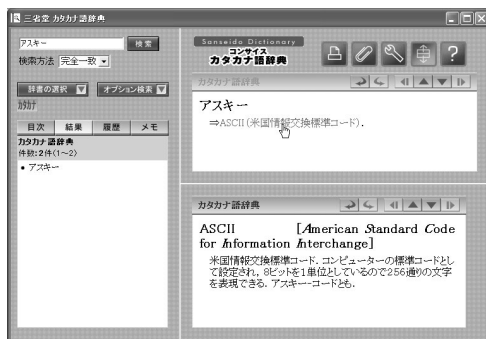 三省堂 カタカナ語辞典
アスキー
検索
検索方法 完全一致
辞書の選択
オプション検索
カタカナ
目次 結果 履歴 メモ
カタカナ語辞典
件数:2件(1～2)
• アスキー
Sanseido Dictionary
コンサイス
カタカナ語辞典
カタカナ語辞典
アスキー
⇒ASCII(米国情報交換標準コード).
カタカナ語辞典
ASCII [American Standard Code
for Information Interchange]
米国情報交換標準コード. コンピューターの標準コードとし
て設定され, 8ビットを1単位としているので256通りの文字
を表現できる. アスキー-コードとも.